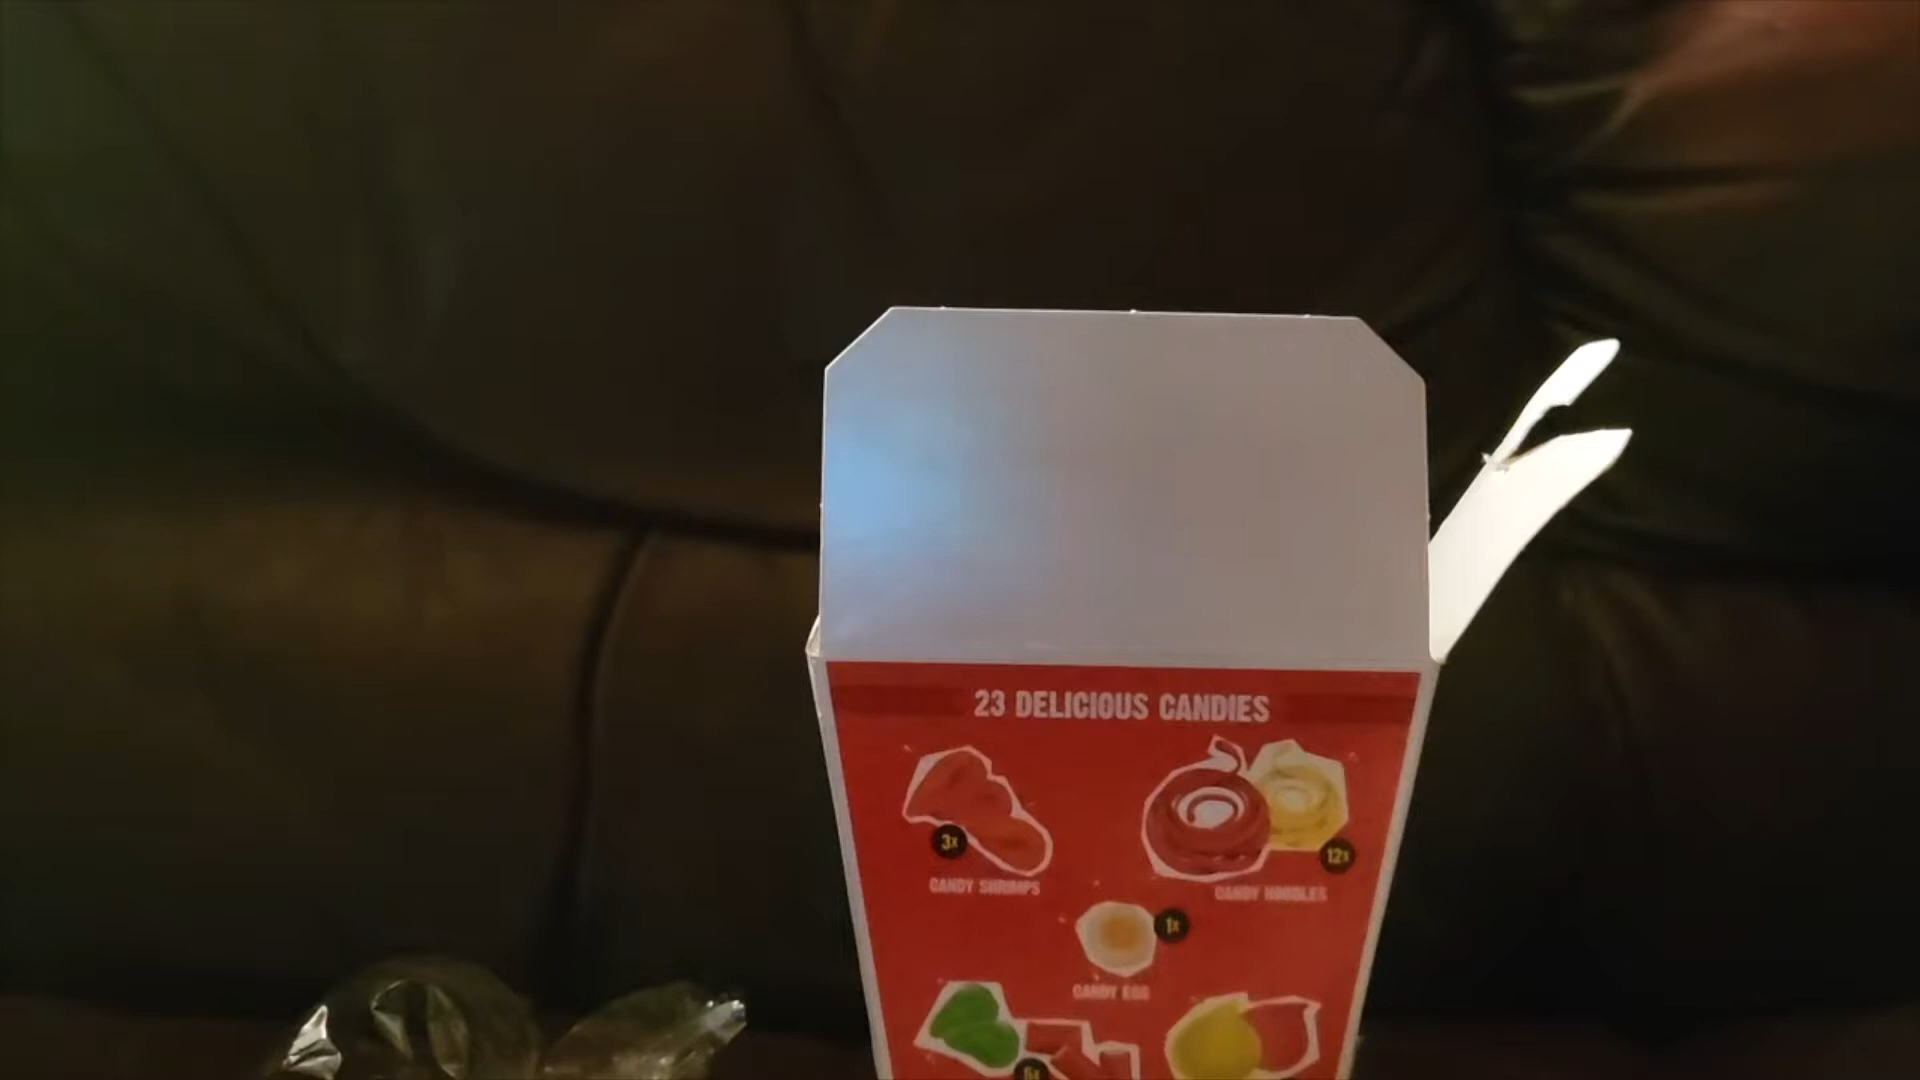 23 DELICIOUS CANDIES
3x
12x
CANDY SHRIMPS
CANDY NOODLES
1x
CANDY EGG